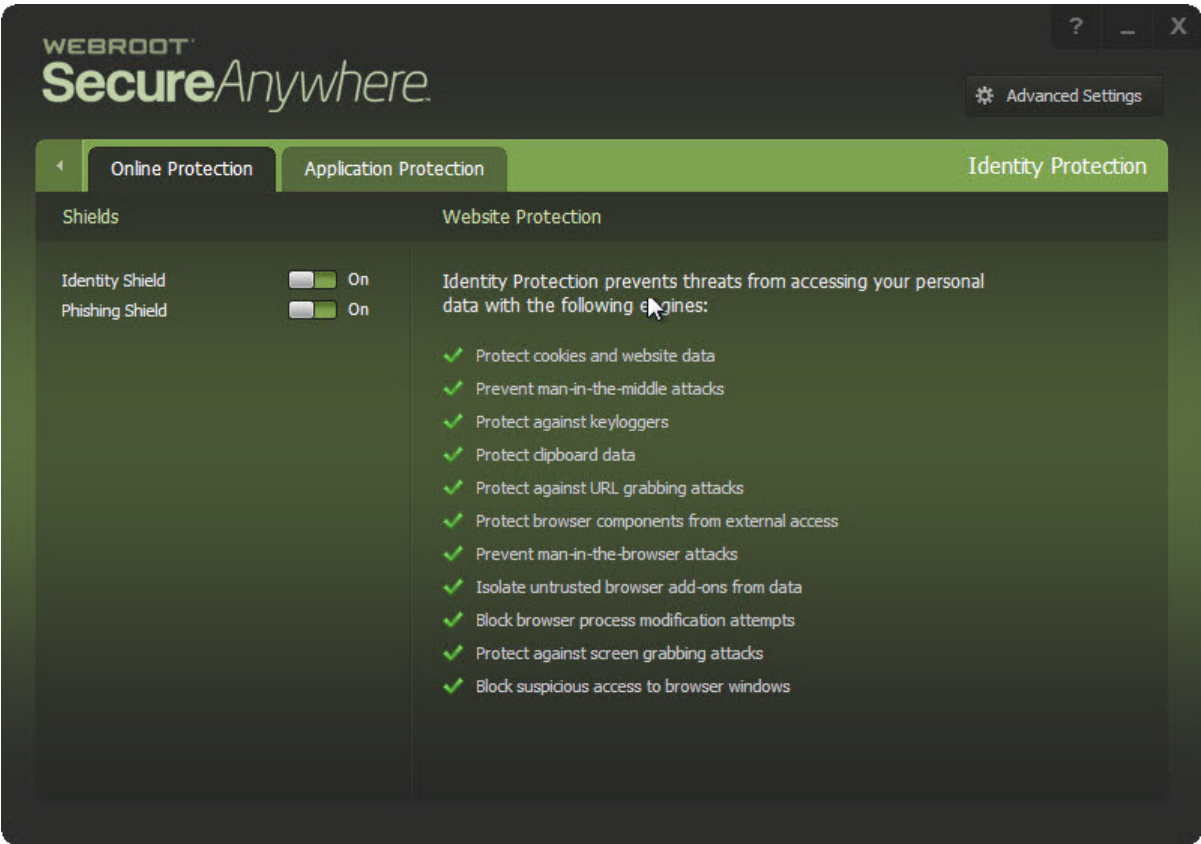 WEBROOT
SecureAnywhere™
? _ X
Advanced Settings
Online Protection
Application Protection
Identity Protection
Shields
Website Protection
Identity Shield On
Phishing Shield On
Identity Protection prevents threats from accessing your personal
data with the following engines:
Protect cookies and website data
Prevent man-in-the-middle attacks
Protect against keyloggers
Protect clipboard data
Protect against URL grabbing attacks
Protect browser components from external access
Prevent man-in-the-browser attacks
Isolate untrusted browser add-ons from data
Block browser process modification attempts
Protect against screen grabbing attacks
Block suspicious access to browser windows